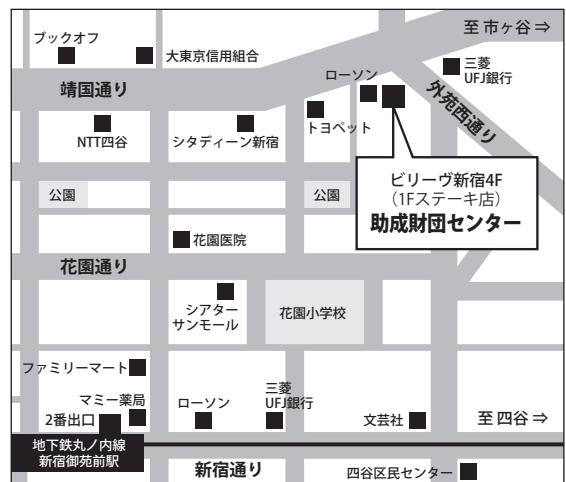 至市ヶ谷⇒
ブックオフ
大東京信用組合
三菱
UFJ銀行
靖国通り
ローソン
外苑西通り
トヨペット
NTT四谷
シタディーン新宿
ビリーヴ新宿4F
(1Fステーキ店)
助成財団センター
公園
公園
花園医院
花園通り
シアター
サンモール
花園小学校
ファミリーマート
マミー薬局
2番出口
ローソン
三菱
UFJ銀行
文芸社
至四谷⇒
地下鉄丸ノ内線
新宿御苑前駅
新宿通り
四谷区民センター